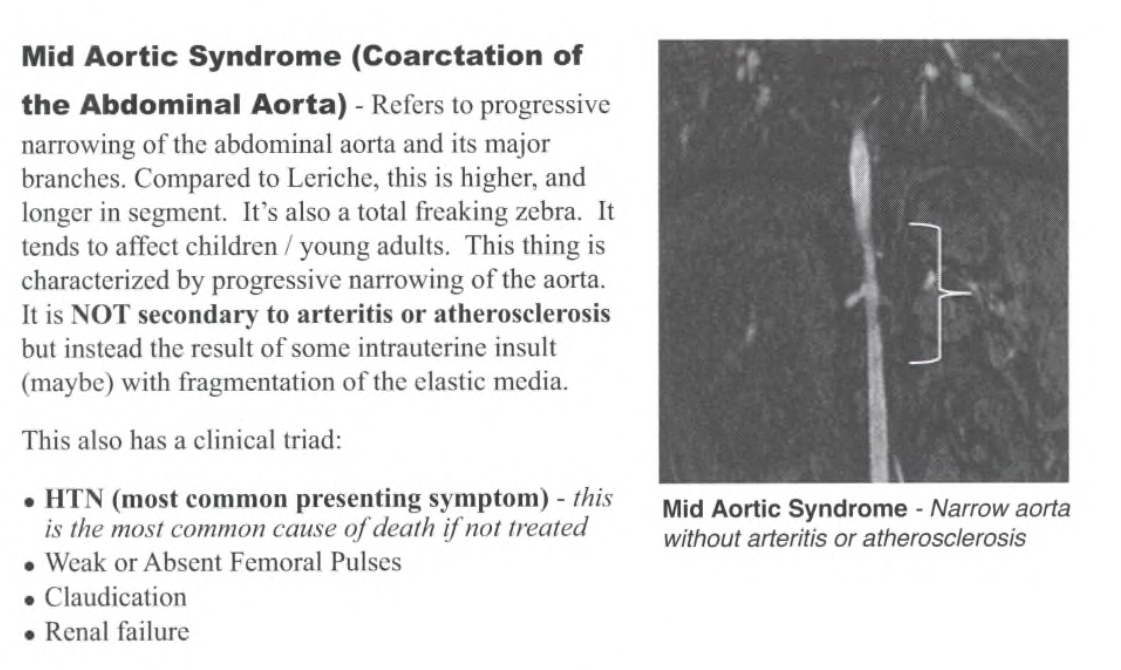 Mid Aortic Syndrome (Coarctation of
the Abdominal Aorta) - Refers to progressive
narrowing of the abdominal aorta and its major
branches. Compared to Leriche, this is higher, and
longer in segment. It's also a total freaking zebra. It
tends to affect children / young adults. This thing is
characterized by progressive narrowing of the aorta.
It is NOT secondary to arteritis or atherosclerosis
but instead the result of some intrauterine insult
(maybe) with fragmentation of the elastic media.
This also has a clinical triad:
• HTN (most common presenting symptom) - this
is the most common cause of death if not treated
• Weak or Absent Femoral Pulses
• Claudication
• Renal failure
Mid Aortic Syndrome - Narrow aorta
without arteritis or atherosclerosis